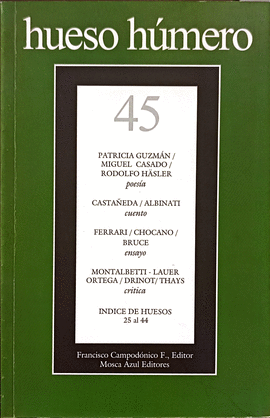 hueso húmero
45
PATRICIA GUZMÁN /
MIGUEL CASADO /
RODOLFO HÄSLER
poesía
CASTAÑEDA / ALBINATI
cuento
FERRARI / CHOCANO /
BRUCE
ensayo
MONTALBETTI - LAUER
ORTEGA / DRINOT/ THAYS
crítica
INDICE DE HUESOS
25 al 44
Francisco Campodónico F., Editor
Mosca Azul Editores